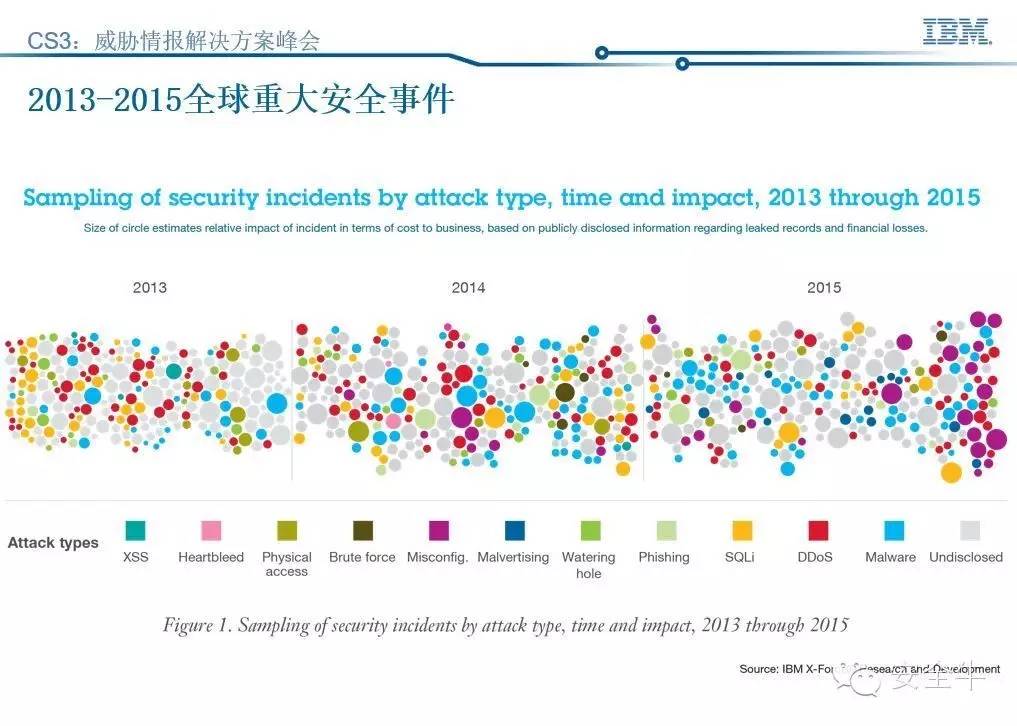 CS3：威胁情报解决方案峰会
IBM
2013-2015全球重大安全事件
Sampling of security incidents by attack type, time and impact, 2013 through 2015
Size of circle estimates relative impact of incident in terms of cost to business, based on publicly disclosed information regarding leaked records and financial losses.
2013 2014 2015
Attack types
XSS Heartbleed Physical access Brute force Misconfig. Malvertising Watering hole Phishing SQLi DDoS Malware Undisclosed
Figure 1. Sampling of security incidents by attack type, time and impact, 2013 through 2015
Source: IBM X-Force Research and Development
安全牛